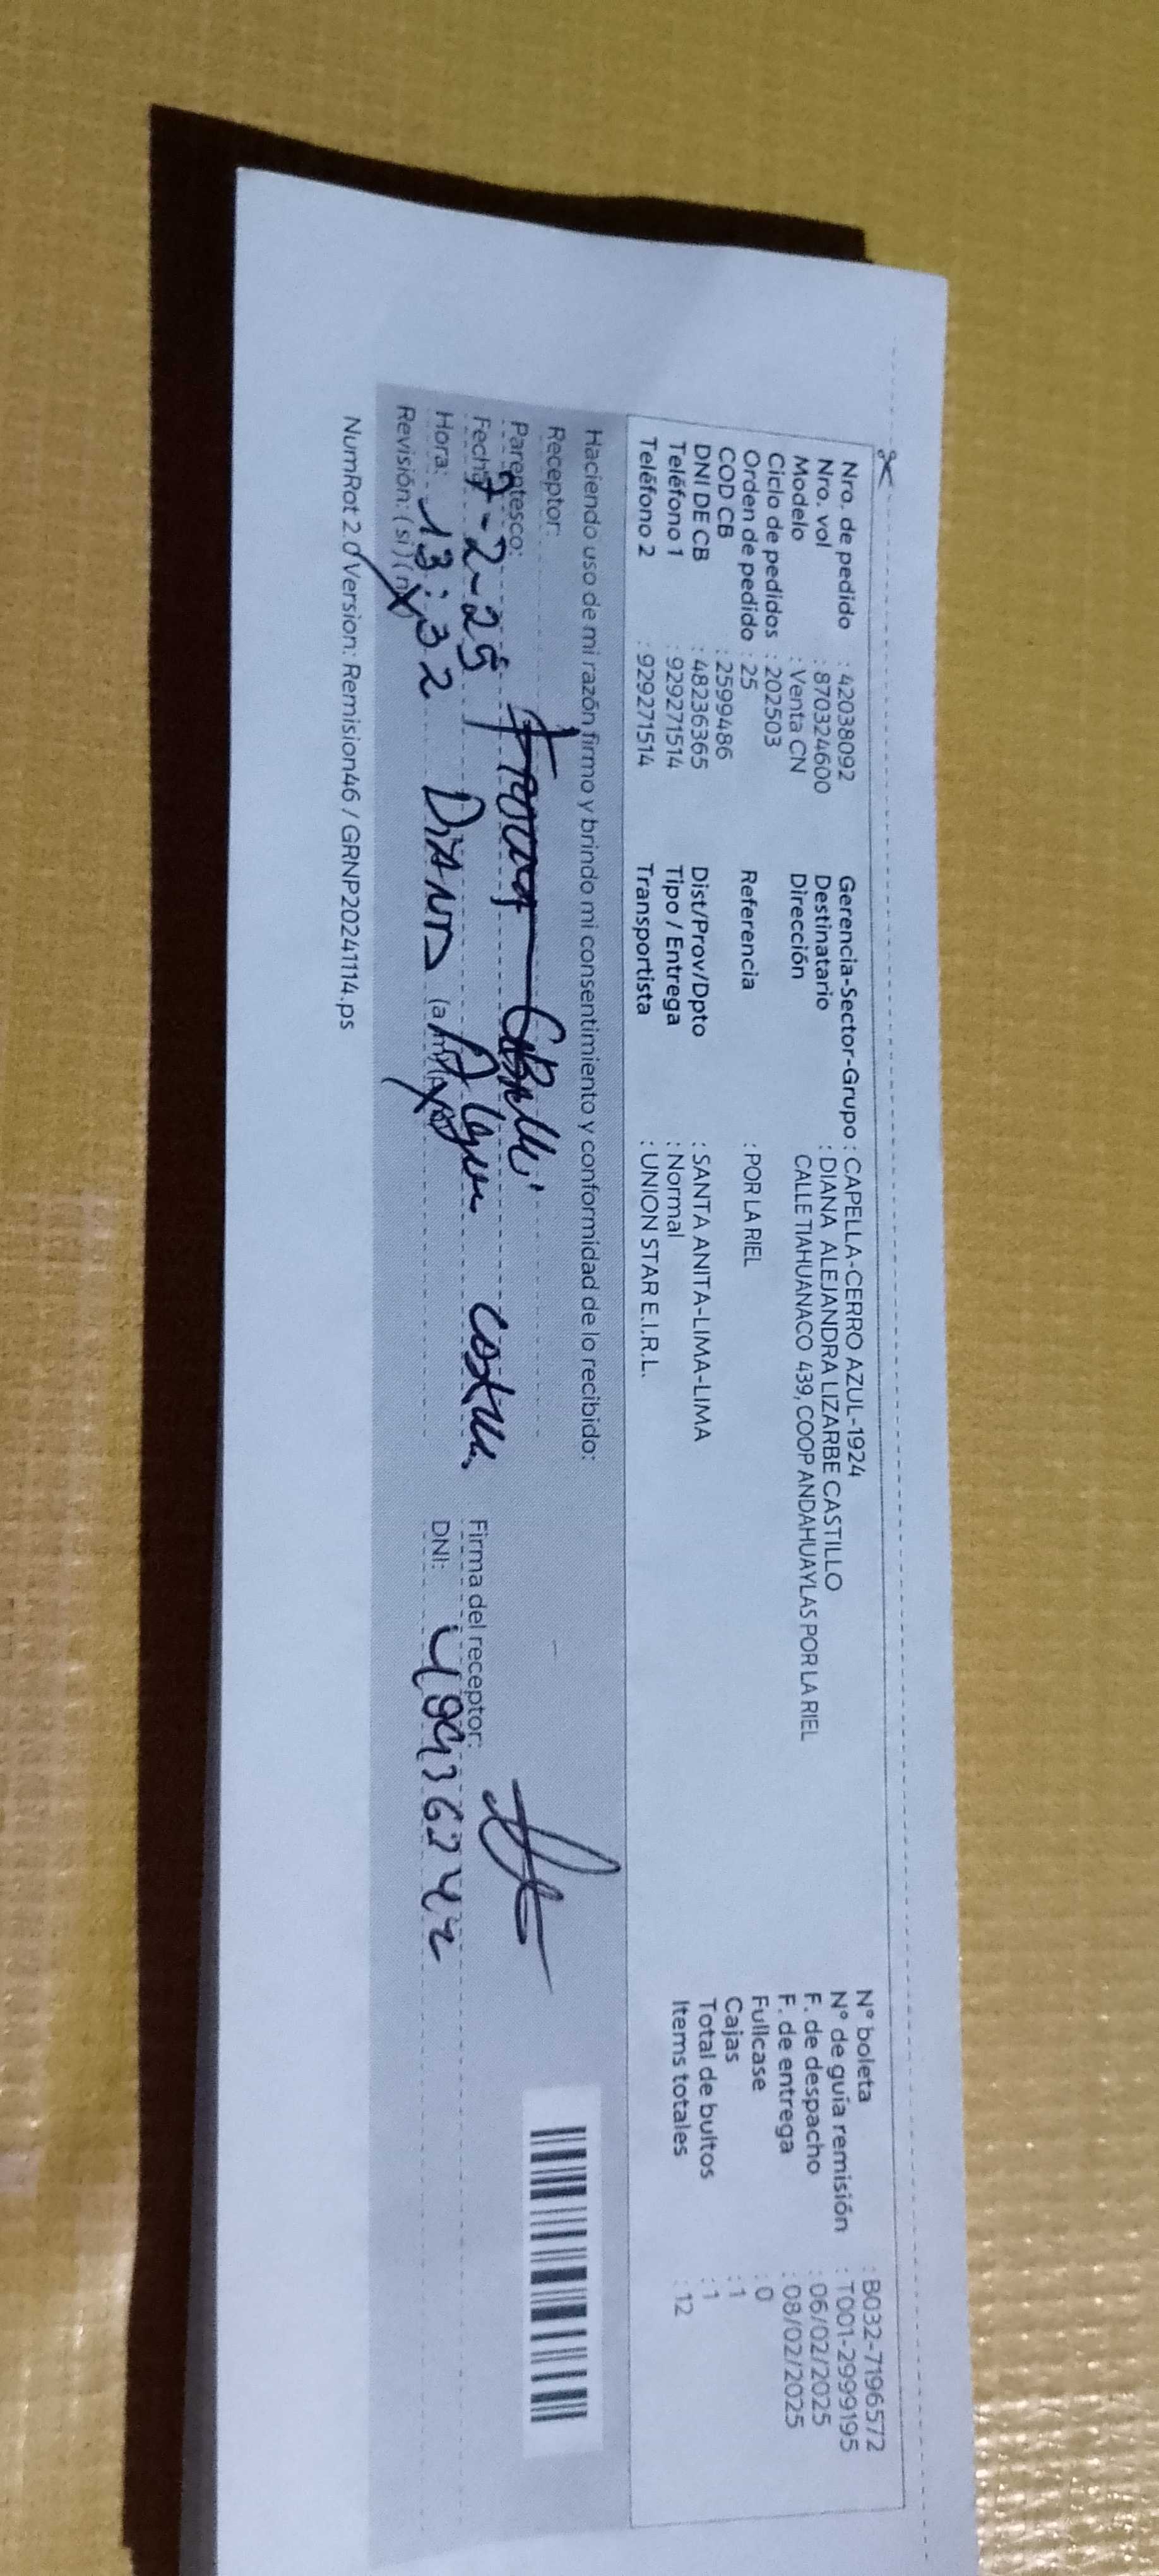 Nro. de pedido : 42038092 Gerencia-Sector-Grupo : CAPELLA-CERRO AZUL-1924 N° boleta : B032-7196572
Nro. vol : 870324600 Destinatario : DIANA ALEJANDRA LIZARBE CASTILLO N° de guía remisión : T001-2999195
Modelo : Venta CN Dirección CALLE TIAHUANACO 439, COOP ANDAHUAYLAS POR LA RIEL F. de despacho : 06/02/2025
Ciclo de pedidos : 202503 F. de entrega : 08/02/2025
Orden de pedido : 25 Referencia : POR LA RIEL Fullcase : 0
COD CB : 2599486 Cajas : 1
DNI DE CB : 48236365 Dist/Prov/Dpto : SANTA ANITA-LIMA-LIMA Total de bultos : 1
Teléfono 1 : 929271514 Tipo / Entrega : Normal Items totales : 12
Teléfono 2 : 929271514 Transportista : UNION STAR E.I.R.L.
Haciendo uso de mi razón firmo y brindo mi consentimiento y conformidad de lo recibido:
Receptor:
Parentesco:
Fecha 7-2-25 Firma del receptor:
Hora: 13:32 DIANA DNI:
Revisión: ( si ) (
NumRot 2.0 Version: Remision46 / GRNP20241114.ps